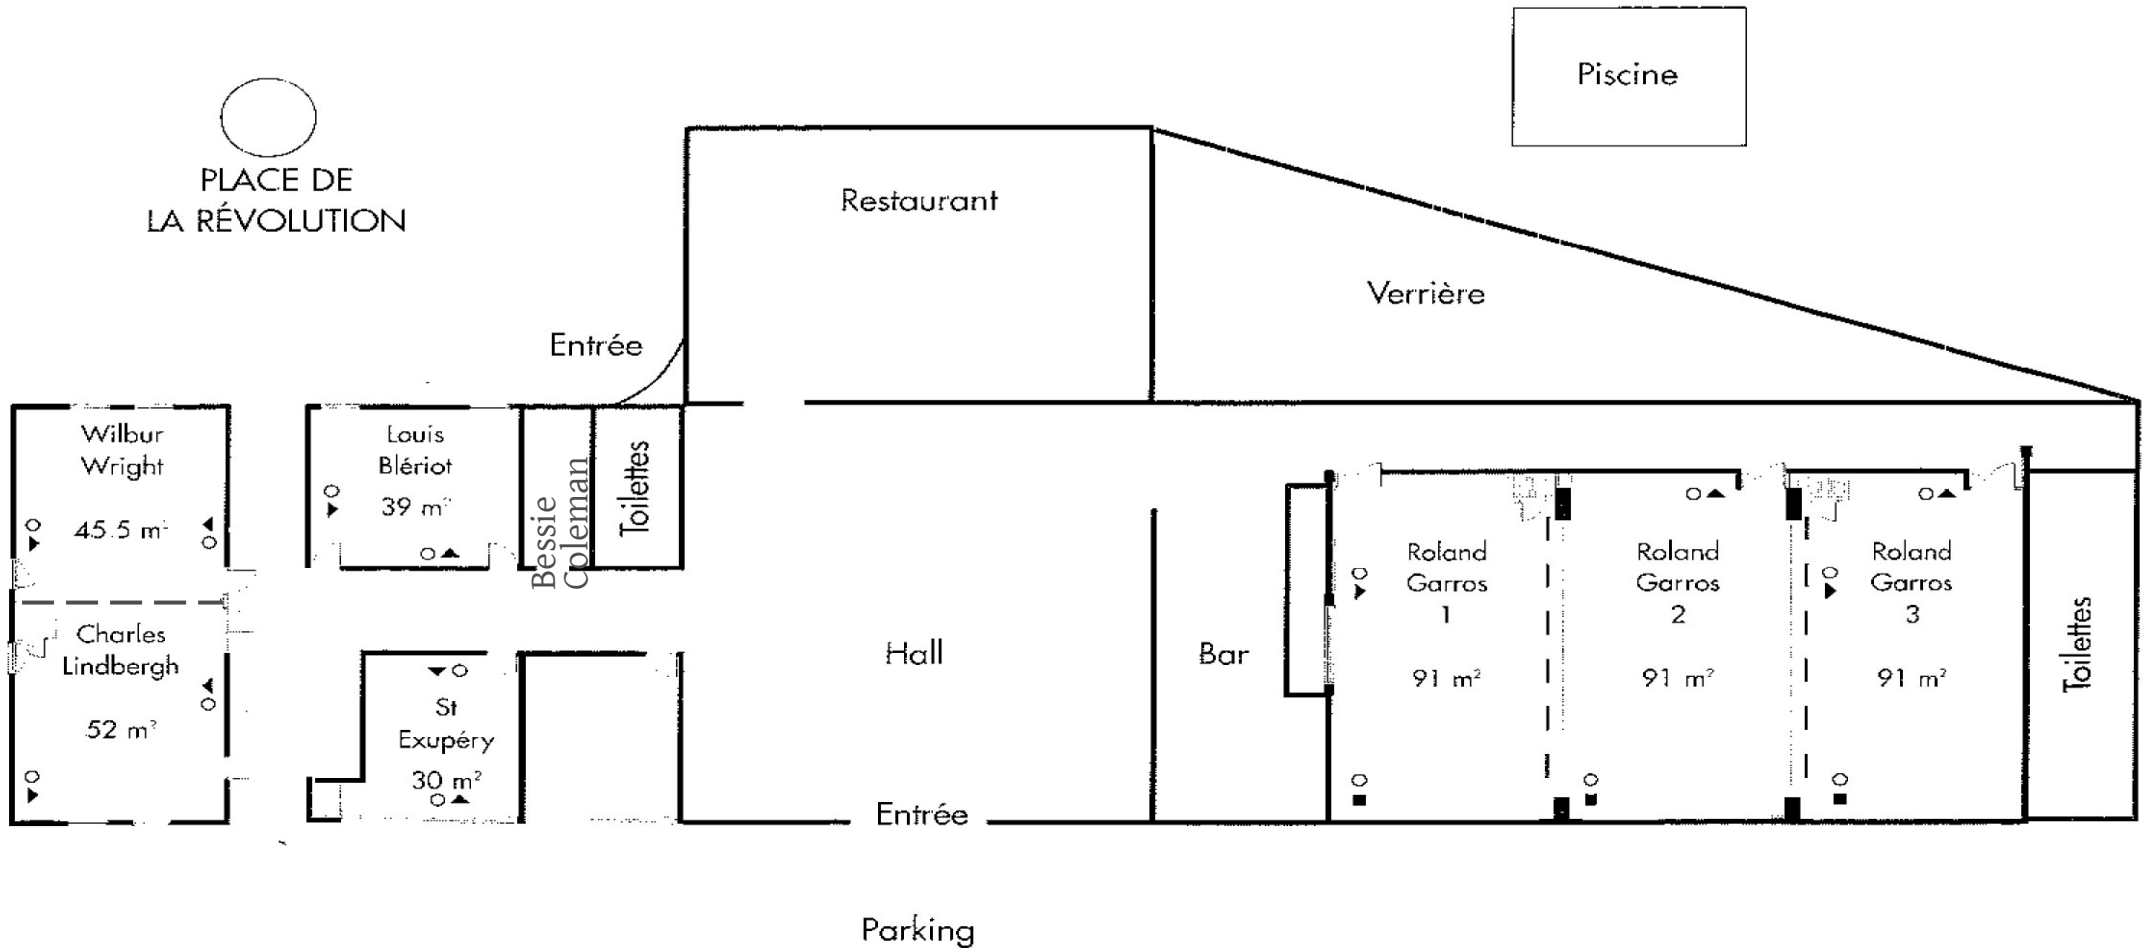 Piscine
PLACE DE
LA RÉVOLUTION
Restaurant
Verrière
Entrée
Wilbur
Wright
45.5 m²
Louis
Blériot
39 m²
Bessie
Coleman
Toilettes
Charles
Lindbergh
52 m²
St
Exupéry
30 m²
Hall
Entrée
Bar
Roland
Garros
1
91 m²
Roland
Garros
2
91 m²
Roland
Garros
3
91 m²
Toilettes
Parking